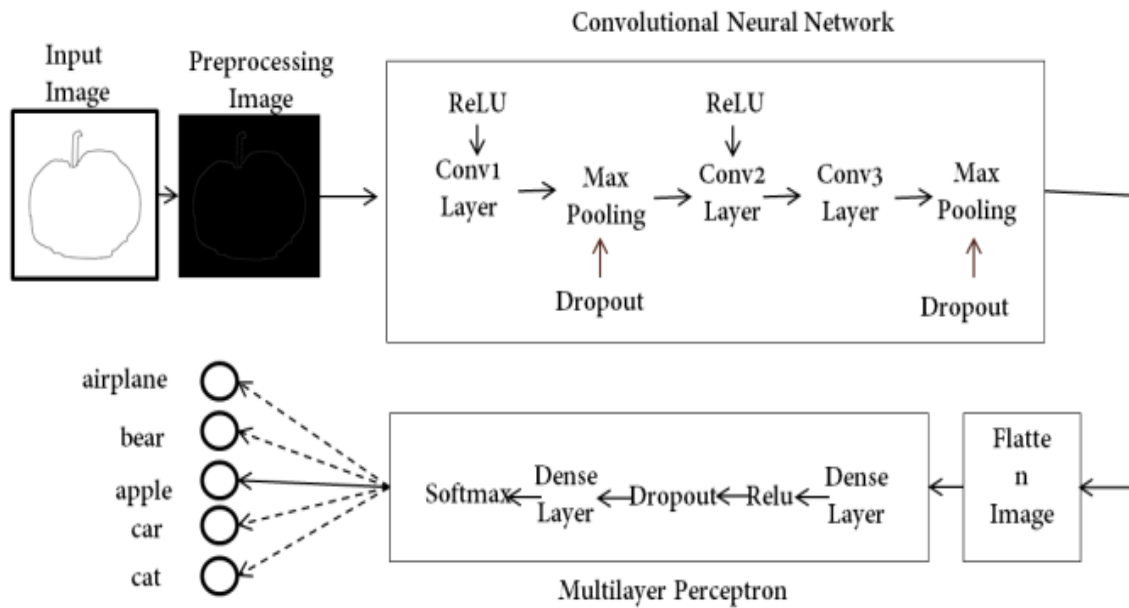 Convolutional Neural Network
Input
Image
Preprocessing
Image
ReLU
Conv1
Layer
Max
Pooling
Dropout
ReLU
Conv2
Layer
Conv3
Layer
Max
Pooling
Dropout
Flatte
n
Image
Dense
Layer
Relu
Dropout
Dense
Layer
Softmax
Multilayer Perceptron
airplane
bear
apple
car
cat